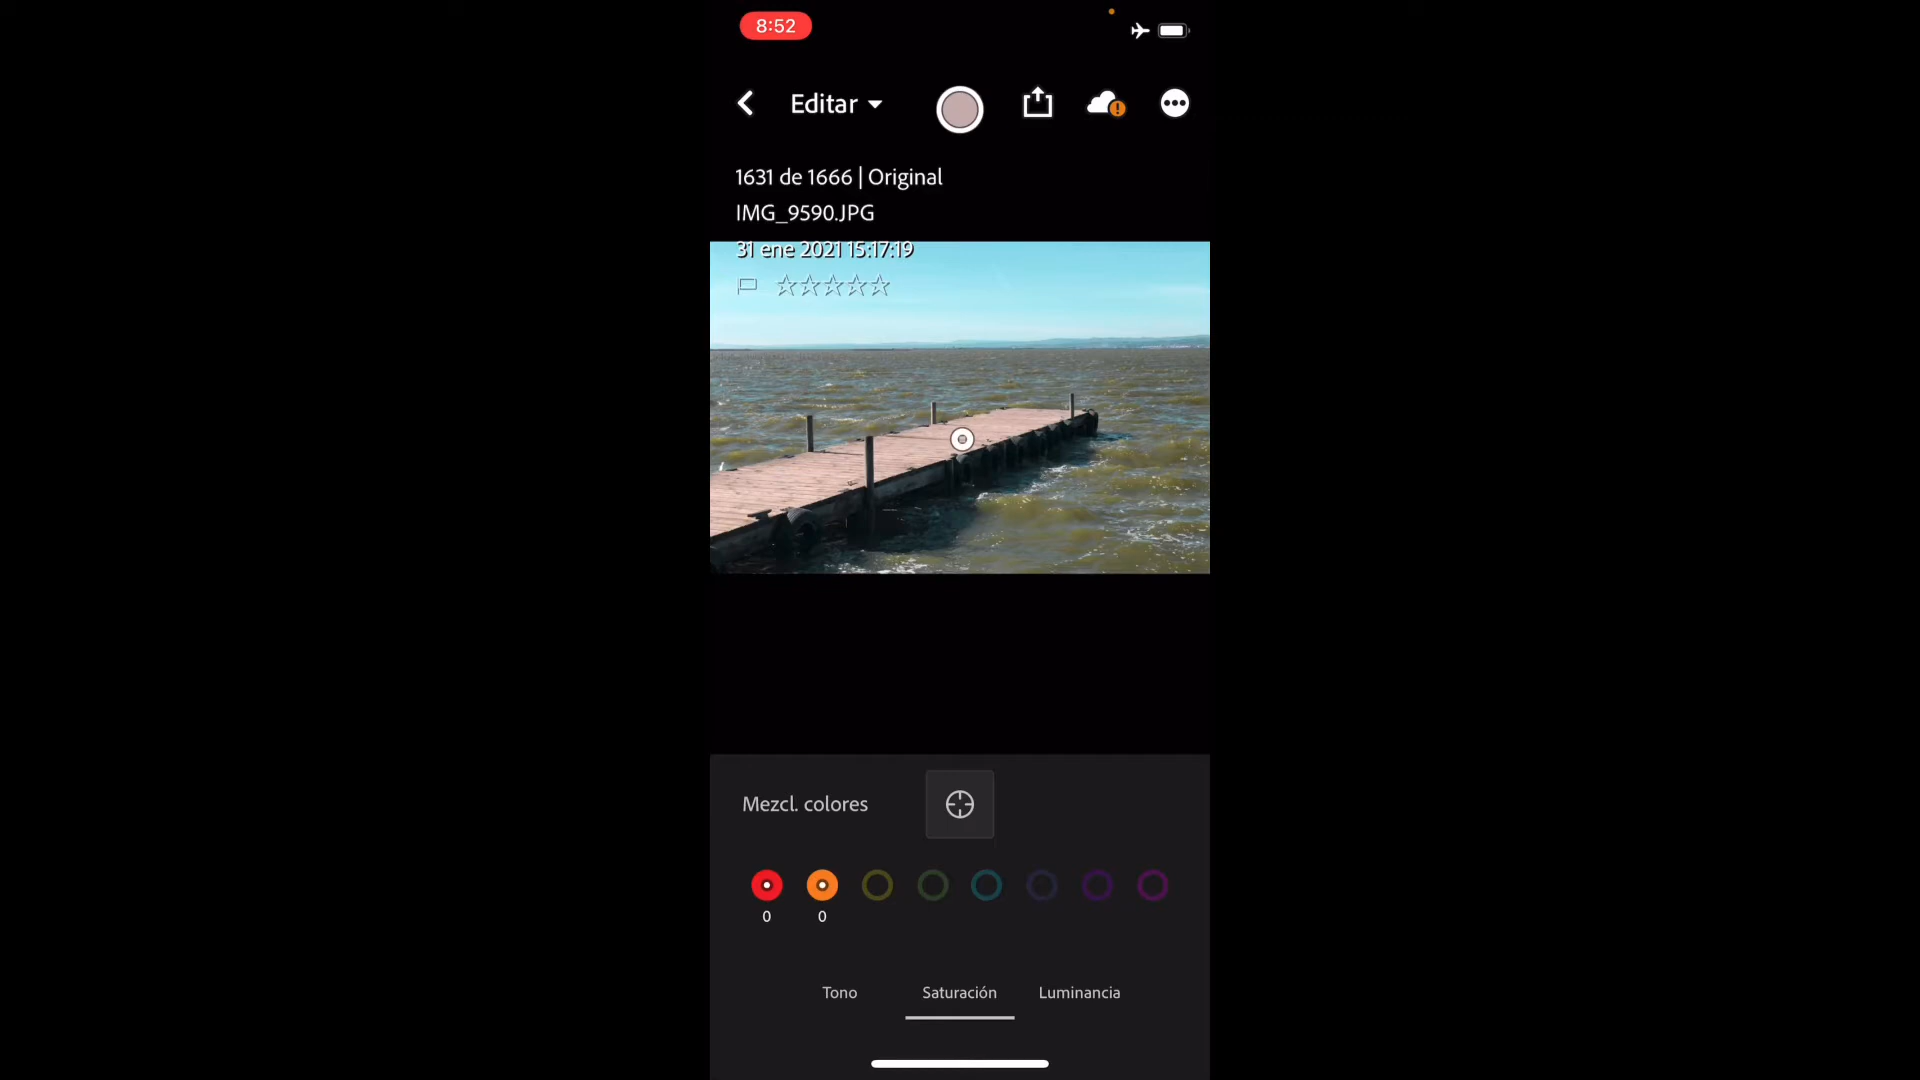 8:52
Editar
1631 de 1666 | Original
IMG_9590.JPG
31 ene 2021 15:17:19
Mezcl. colores
0 0
Tono Saturación Luminancia